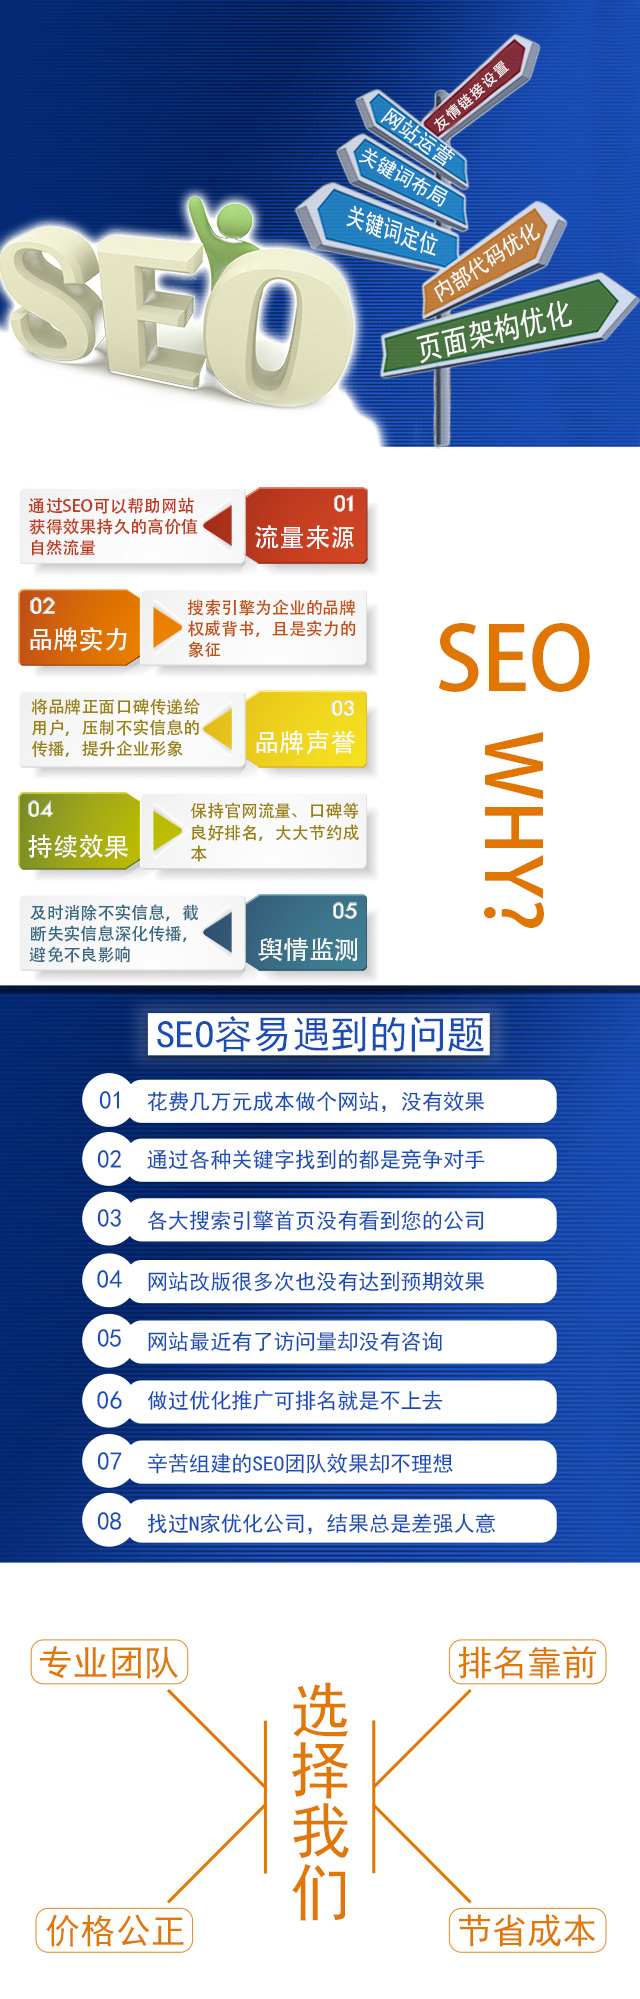 SEO
友情链接设置
网站运营
关键词布局
关键词定位
内部代码优化
页面架构优化
通过SEO可以帮助网站
获得效果持久的高价值
自然流量
01
流量来源
02
品牌实力
搜索引擎为企业的品牌
权威背书，且是实力的
象征
将品牌正面口碑传递给
用户，压制不实信息的
传播，提升企业形象
03
品牌声誉
04
持续效果
保持官网流量、口碑等
良好排名，大大节约成
本
及时消除不实信息，截
断失实信息深化传播，
避免不良影响
05
舆情监测
SEO
WHY?
SEO容易遇到的问题
01 花费几万元成本做个网站，没有效果
02 通过各种关键字找到的都是竞争对手
03 各大搜索引擎首页没有看到您的公司
04 网站改版很多次也没有达到预期效果
05 网站最近有了访问量却没有咨询
06 做过优化推广可排名就是不上去
07 辛苦组建的SEO团队效果却不理想
08 找过N家优化公司，结果总是差强人意
专业团队
排名靠前
选择我们
价格公正
节省成本